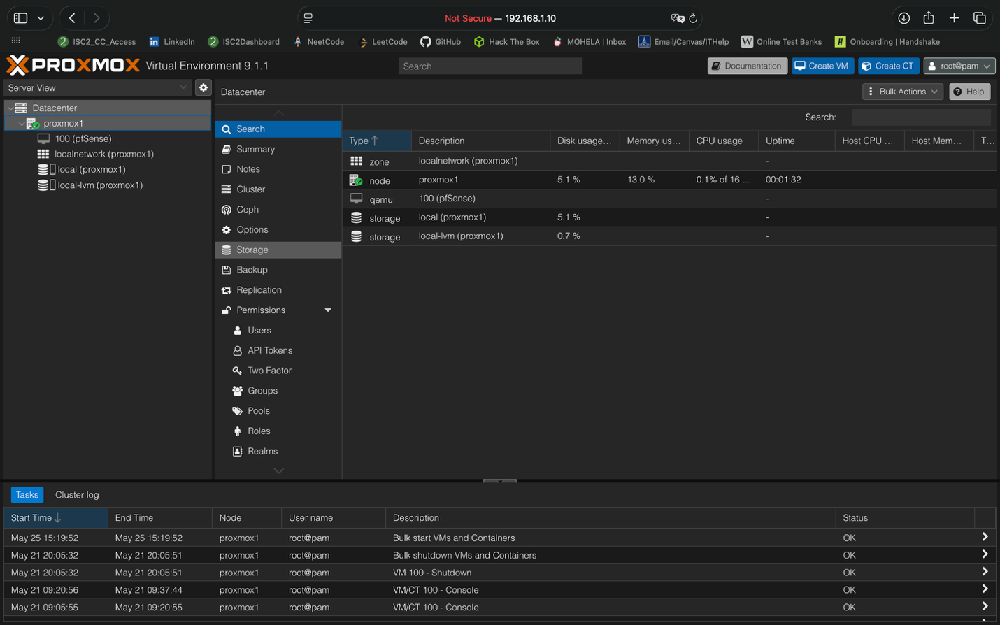 Not Secure — 192.168.1.10
ISC2_CC_Access LinkedIn ISC2Dashboard NeetCode LeetCode GitHub Hack The Box MOHELA | Inbox Email/Canvas/ITHelp Online Test Banks Onboarding | Handshake
PROXMOX Virtual Environment 9.1.1 Search Documentation Create VM Create CT root@pam
Server View
Datacenter
proxmox1
100 (pfSense)
localnetwork (proxmox1)
local (proxmox1)
local-lvm (proxmox1)
Datacenter Bulk Actions Help
Search
Summary
Notes
Cluster
Ceph
Options
Storage
Backup
Replication
Permissions
Users
API Tokens
Two Factor
Groups
Pools
Roles
Realms
Search:
Type Description Disk usage... Memory us... CPU usage Uptime Host CPU ... Host Mem... T...
zone localnetwork (proxmox1) -
node proxmox1 5.1 % 13.0 % 0.1% of 16 ... 00:01:32
qemu 100 (pfSense) -
storage local (proxmox1) 5.1 % -
storage local-lvm (proxmox1) 0.7 % -
Tasks Cluster log
Start Time End Time Node User name Description Status
May 25 15:19:52 May 25 15:19:52 proxmox1 root@pam Bulk start VMs and Containers OK
May 21 20:05:32 May 21 20:05:51 proxmox1 root@pam Bulk shutdown VMs and Containers OK
May 21 20:05:32 May 21 20:05:51 proxmox1 root@pam VM 100 - Shutdown OK
May 21 09:20:56 May 21 09:37:44 proxmox1 root@pam VM/CT 100 - Console OK
May 21 09:05:55 May 21 09:20:55 proxmox1 root@pam VM/CT 100 - Console OK